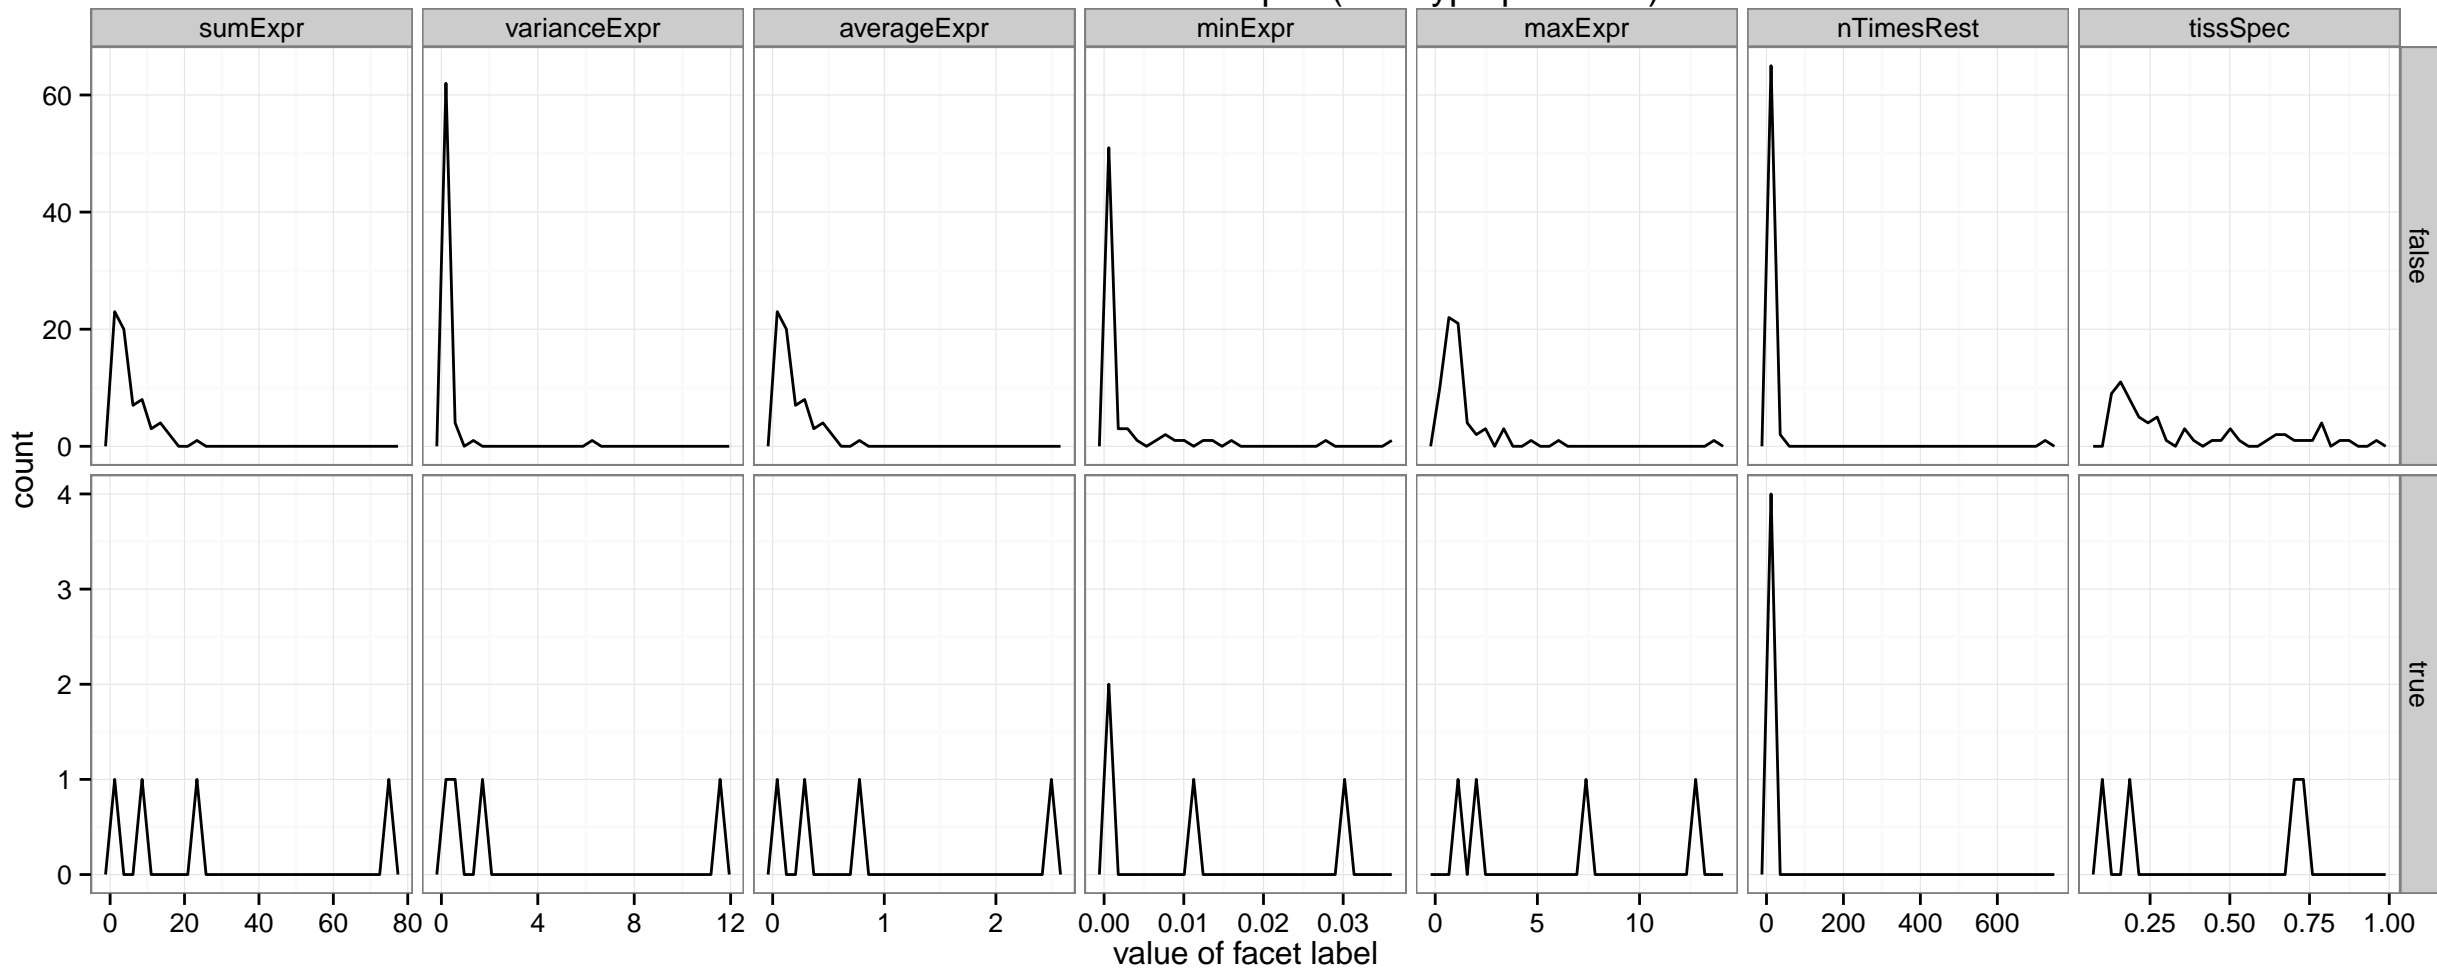 sumExpr varianceExpr averageExpr minExpr maxExpr nTimesRest tissSpec
60
40
20
0
false
count
4
3
2
1
0
true
0 20 40 60 80 0 4 8 12 0 1 2 0.00 0.01 0.02 0.03 0 5 10 0 200 400 600 0.25 0.50 0.75 1.00
value of facet label